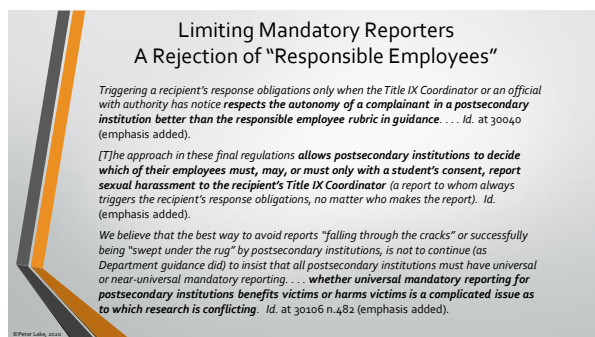 Limiting Mandatory Reporters
A Rejection of “Responsible Employees”
Triggering a recipient’s response obligations only when the Title IX Coordinator or an official
with authority has notice respects the autonomy of a complainant in a postsecondary
institution better than the responsible employee rubric in guidance. . . . Id. at 30040
(emphasis added).
[T]he approach in these final regulations allows postsecondary institutions to decide
which of their employees must, may, or must only with a student’s consent, report
sexual harassment to the recipient’s Title IX Coordinator (a report to whom always
triggers the recipient’s response obligations, no matter who makes the report). Id.
(emphasis added).
We believe that the best way to avoid reports “falling through the cracks” or successfully
being “swept under the rug” by postsecondary institutions, is not to continue (as
Department guidance did) to insist that all postsecondary institutions must have universal
or near-universal mandatory reporting. . . . whether universal mandatory reporting for
postsecondary institutions benefits victims or harms victims is a complicated issue as
to which research is conflicting. Id. at 30106 n.482 (emphasis added).
©Peter Lake, 2020